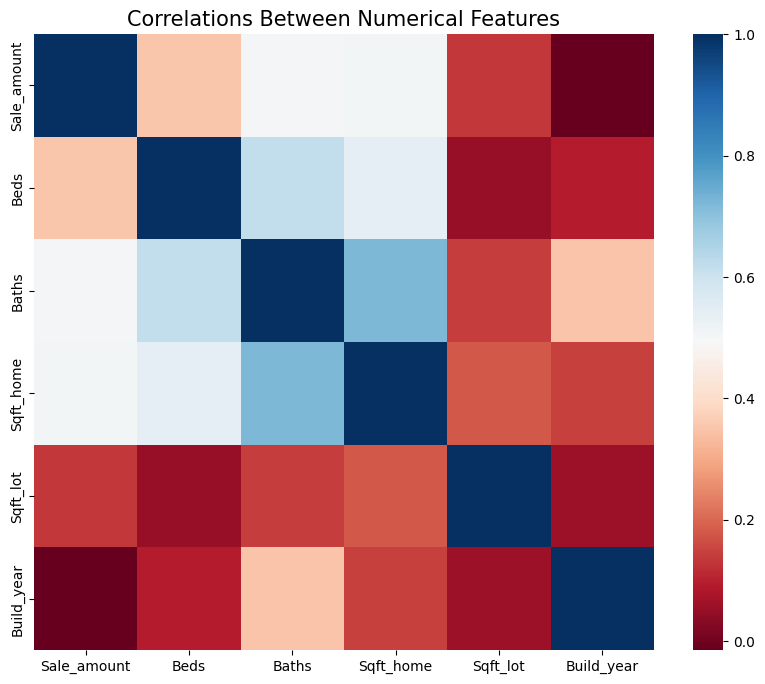 Correlations Between Numerical Features
Sale_amount
Beds
Baths
Sqft_home
Sqft_lot
Build_year
Sale_amount Beds Baths Sqft_home Sqft_lot Build_year
1.0
0.8
0.6
0.4
0.2
0.0